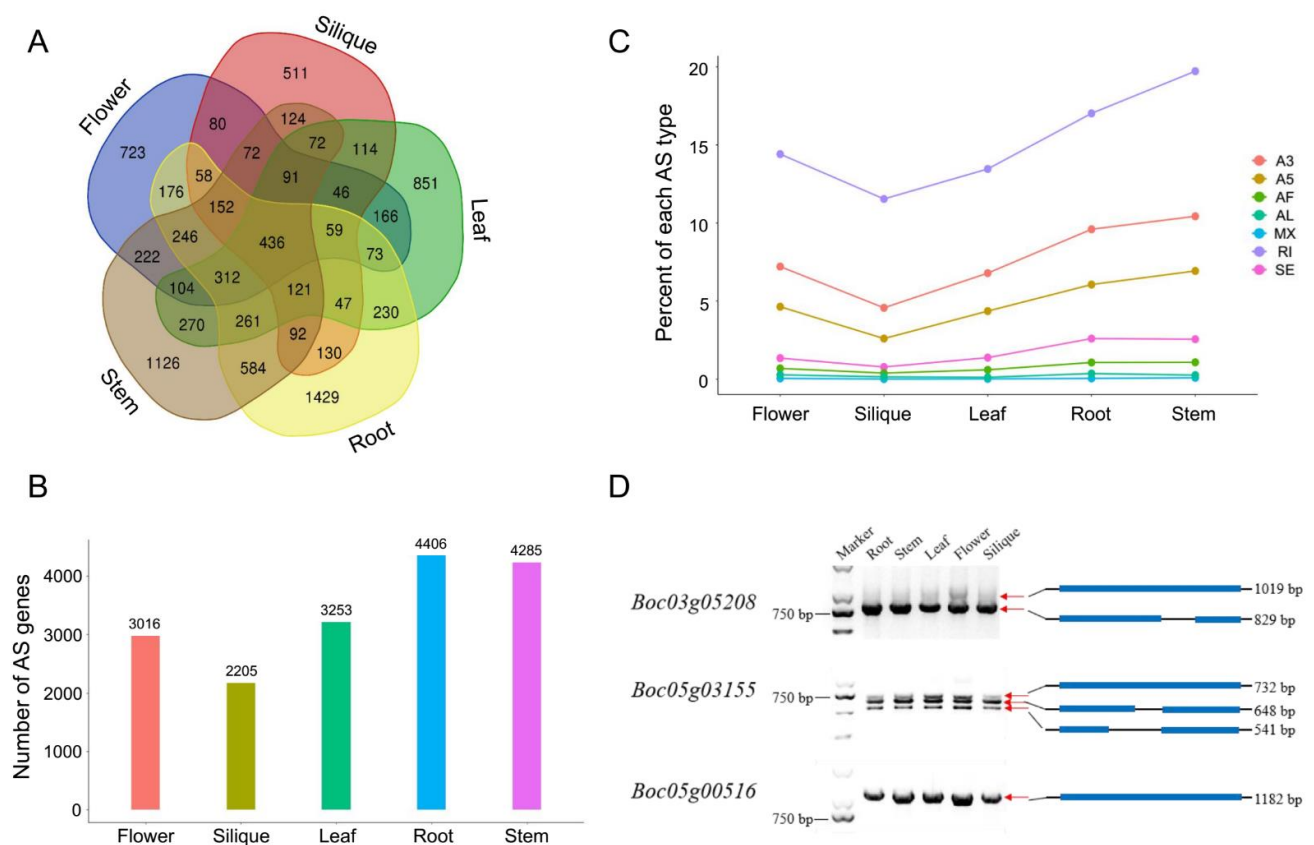 A
Silique
Flower
Leaf
Stem
Root
511
80
124
723
72
72
114
91
46
851
176
58
166
152
59
246
436
73
222
312
104
121
47
230
270
261
92
130
1126
584
1429
B
Number of AS genes
4000
3000
2000
1000
0
3016
2205
3253
4406
4285
Flower Silique Leaf Root Stem
C
Percent of each AS type
20
15
10
5
0
Flower Silique Leaf Root Stem
A3
A5
AF
AL
MX
RI
SE
D
Marker Root Stem Leaf Flower Silique
Boc03g05208
750 bp
1019 bp
829 bp
Boc05g03155
750 bp
732 bp
648 bp
541 bp
Boc05g00516
750 bp
1182 bp